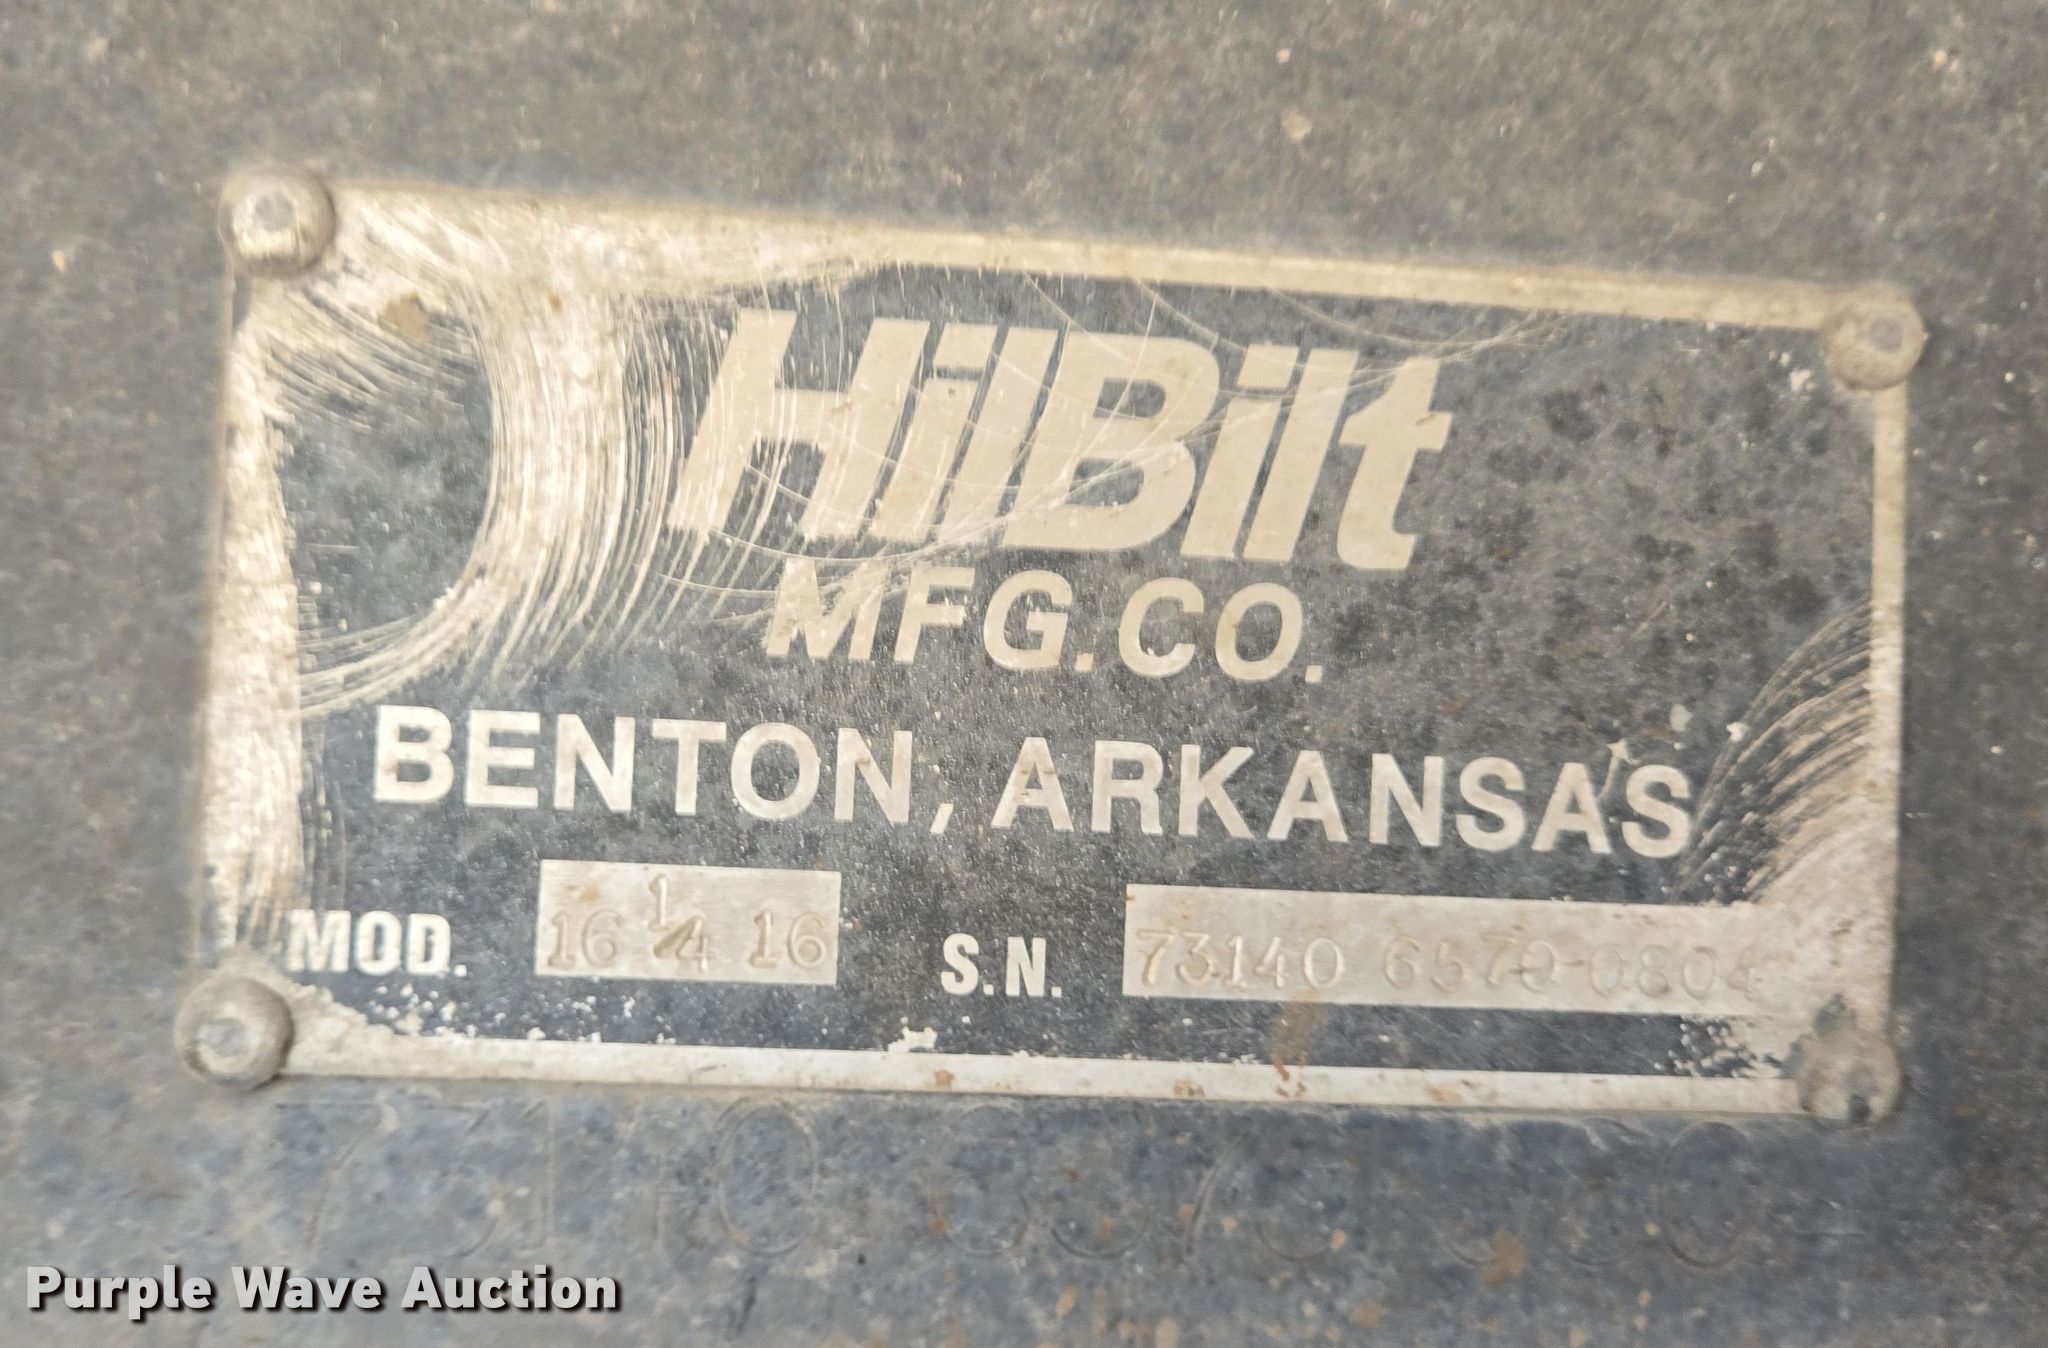 HilBilt
MFG.CO.
BENTON, ARKANSAS
MOD. 16 1/4 16 S.N. 73140 6570-0804
Purple Wave Auction